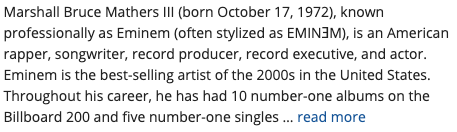 Marshall Bruce Mathers III (born October 17, 1972), known
professionally as Eminem (often stylized as EMINƎM), is an American
rapper, songwriter, record producer, record executive, and actor.
Eminem is the best-selling artist of the 2000s in the United States.
Throughout his career, he has had 10 number-one albums on the
Billboard 200 and five number-one singles ... read more